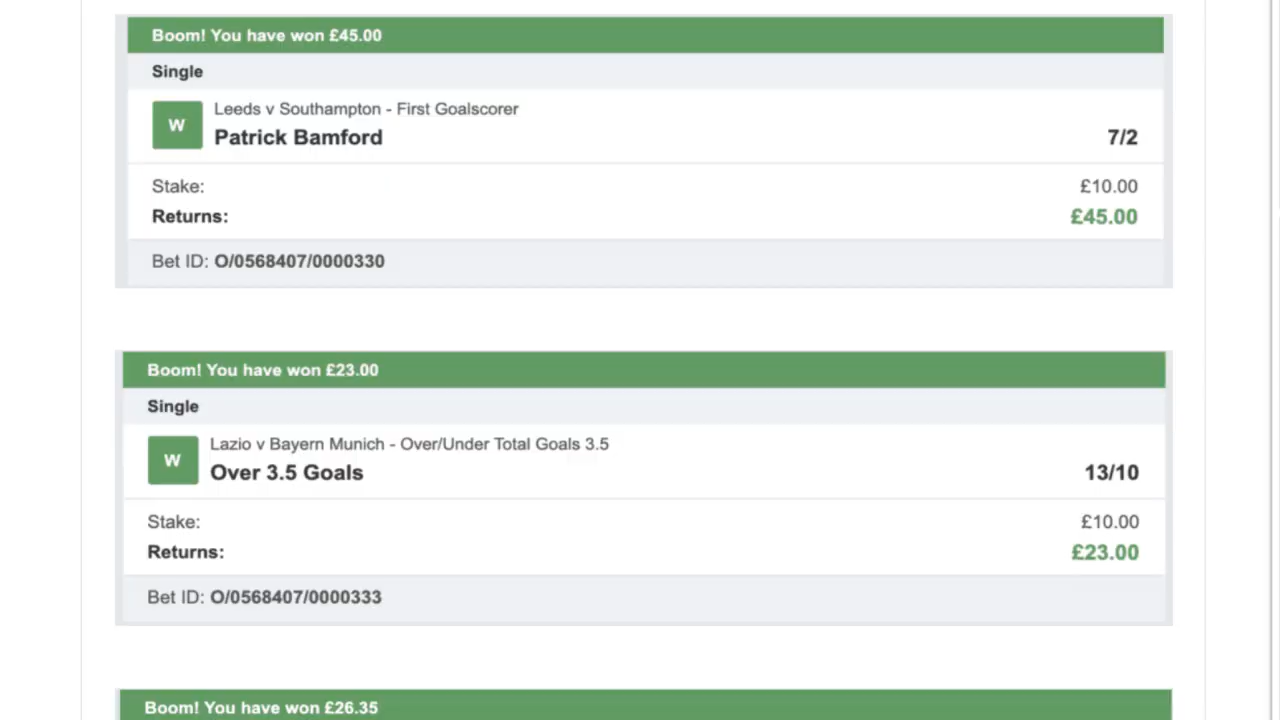 Boom! You have won £45.00
Single
W
Leeds v Southampton - First Goalscorer
Patrick Bamford 7/2
Stake: £10.00
Returns: £45.00
Bet ID: O/0568407/0000330
Boom! You have won £23.00
Single
W
Lazio v Bayern Munich - Over/Under Total Goals 3.5
Over 3.5 Goals 13/10
Stake: £10.00
Returns: £23.00
Bet ID: O/0568407/0000333
Boom! You have won £26.35